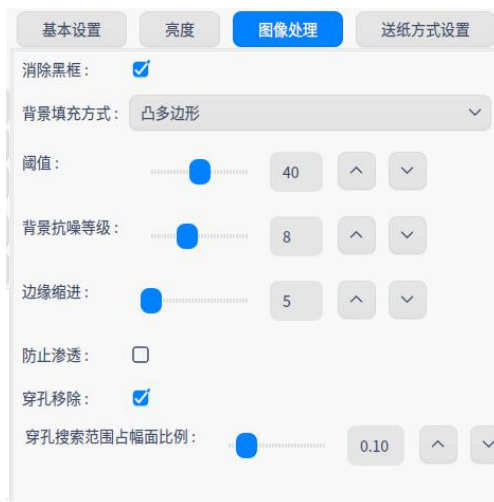 基本设置 亮度 图像处理 送纸方式设置
消除黑框：
背景填充方式： 凸多边形
阈值： 40
背景抗噪等级： 8
边缘缩进： 5
防止渗透：
穿孔移除：
穿孔搜索范围占幅面比例： 0.10